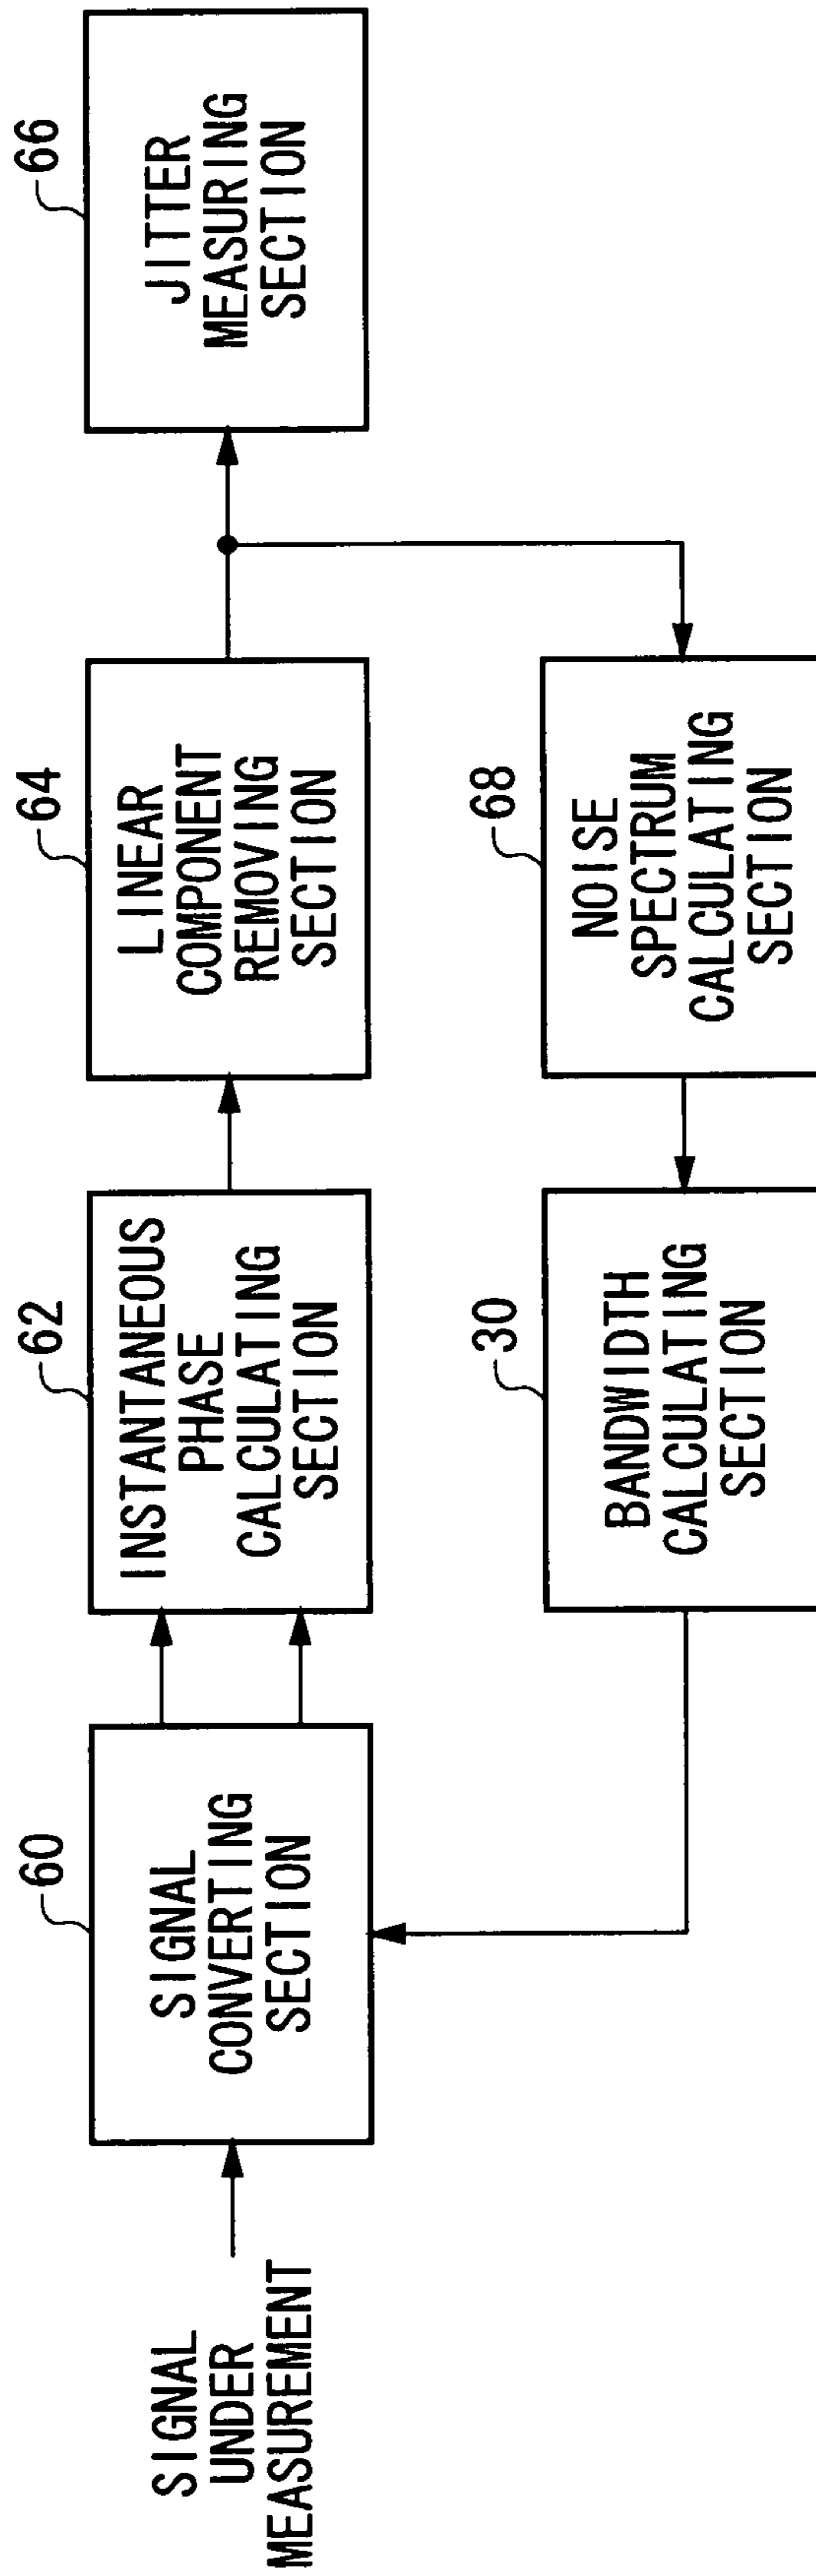 SIGNAL
UNDER
MEASUREMENT
60
SIGNAL
CONVERTING
SECTION
62
INSTANTANEOUS
PHASE
CALCULATING
SECTION
64
LINEAR
COMPONENT
REMOVING
SECTION
66
JITTER
MEASURING
SECTION
30
BANDWIDTH
CALCULATING
SECTION
68
NOISE
SPECTRUM
CALCULATING
SECTION